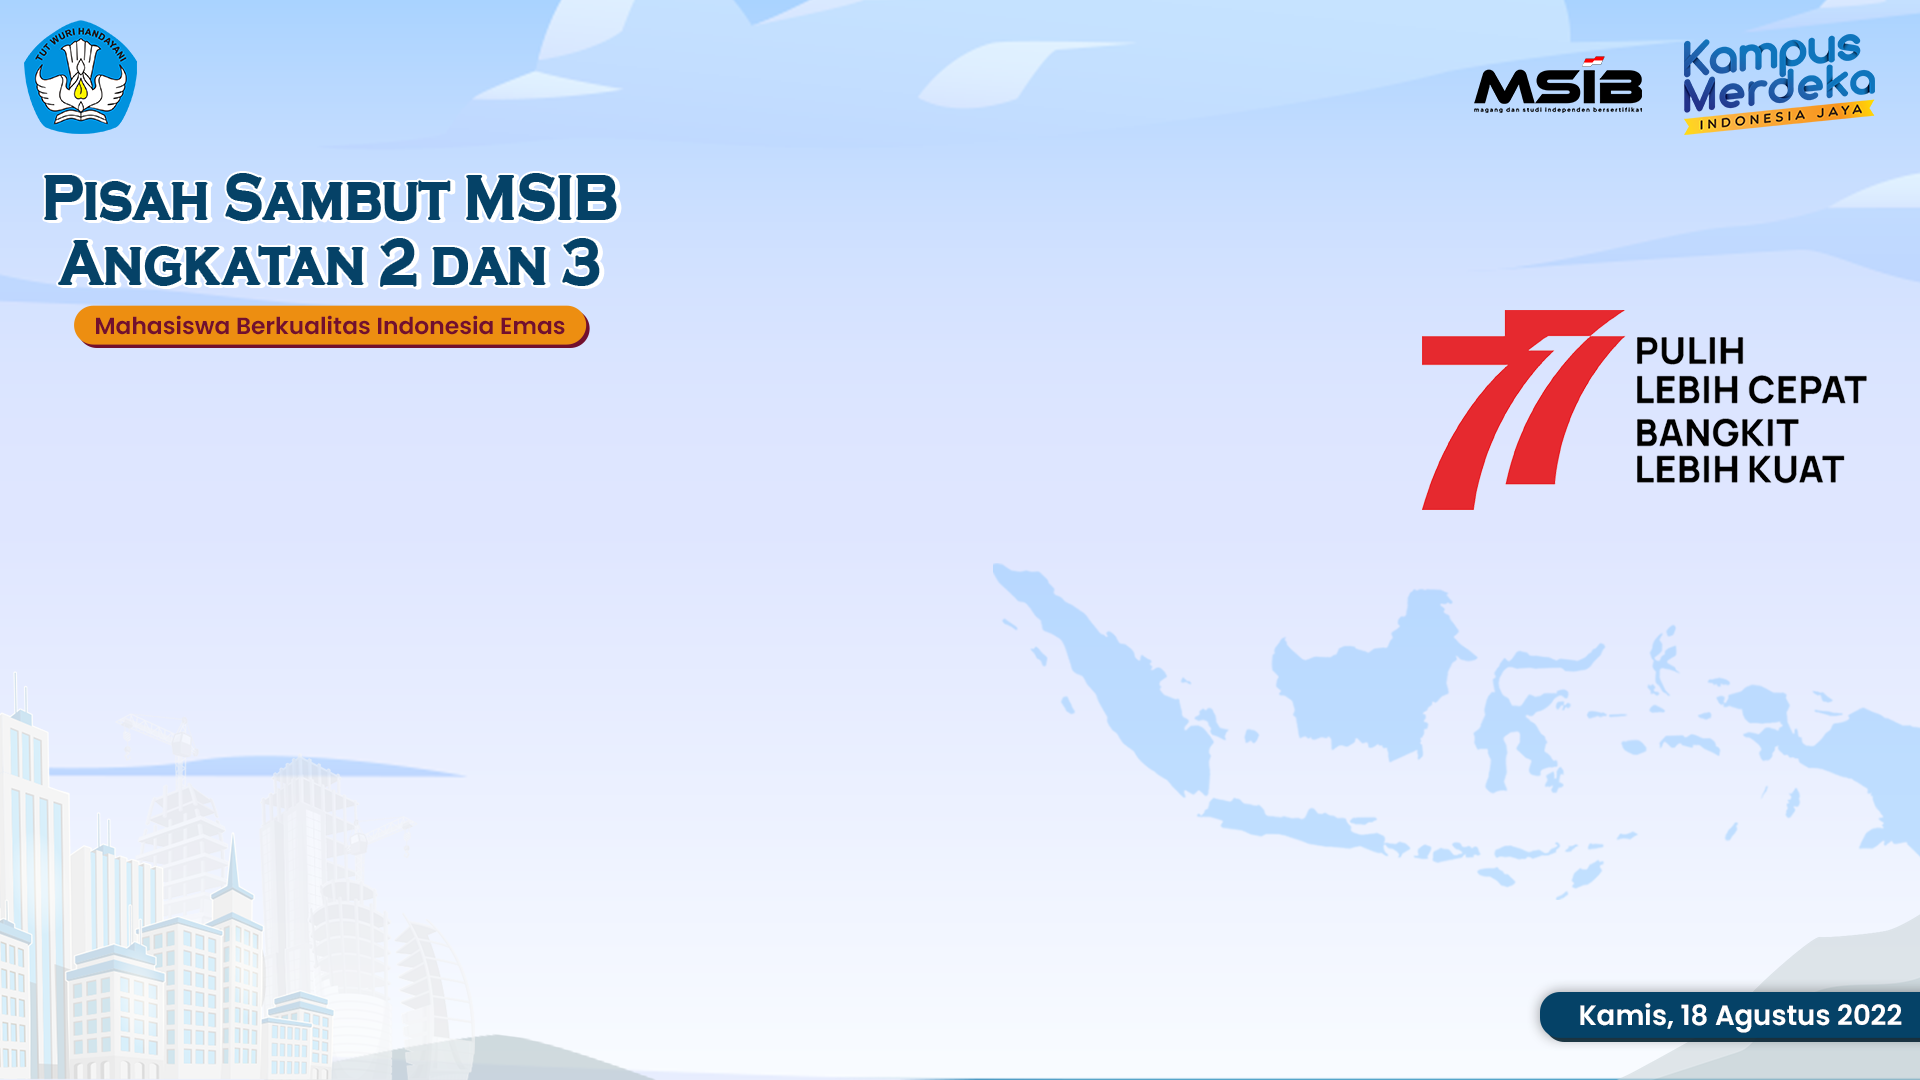 TUT WURI HANDAYANI
MSIB
magang dan studi independen bersertifikat
Kampus
Merdeka
INDONESIA JAYA
PISAH SAMBUT MSIB
ANGKATAN 2 DAN 3
Mahasiswa Berkualitas Indonesia Emas
77
PULIH
LEBIH CEPAT
BANGKIT
LEBIH KUAT
Kamis, 18 Agustus 2022